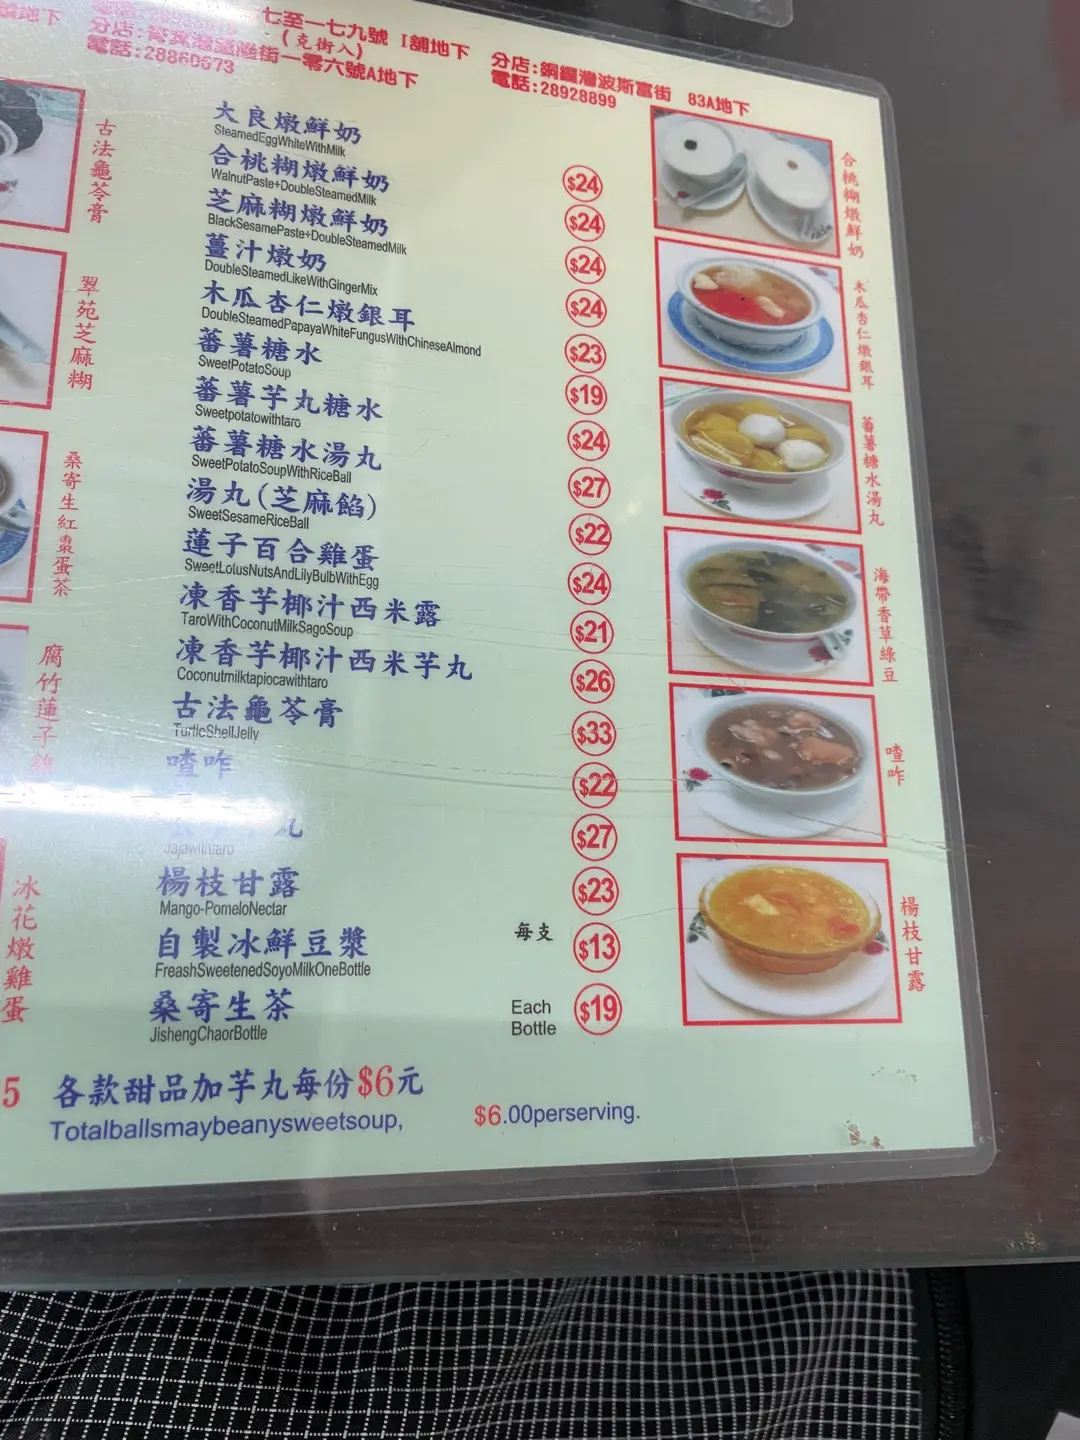 七至一七九號 I舖地下
(克街入)
電話:28860673
街一零六號A地下
分店:銅鑼灣波斯富街 83A地下
電話:28928899
古法龜苓膏
翠苑芝麻糊
桑寄生紅棗蛋茶
腐竹蓮子
冰花燉雞蛋
大良燉鮮奶
SteamedEggWhiteWithMilk
$24
合桃糊燉鮮奶
WalnutPaste+DoubleSteamedMilk
$24
芝麻糊燉鮮奶
BlackSesamePaste+DoubleSteamedMilk
$24
薑汁燉奶
DoubleSteamedLikeWithGingerMix
$24
木瓜杏仁燉銀耳
DoubleSteamedPapayaWhiteFungusWithChineseAlmond
$23
蕃薯糖水
SweetPotatoSoup
$19
蕃薯芋丸糖水
Sweetpotatowithtaro
$24
蕃薯糖水湯丸
SweetPotatoSoupWithRiceBall
$27
湯丸(芝麻餡)
SweetSesameRiceBall
$22
蓮子百合雞蛋
SweetLotusNutsAndLilyBulbWithEgg
$24
凍香芋椰汁西米露
TaroWithCoconutMilkSagoSoup
$21
凍香芋椰汁西米芋丸
Coconutmilktapiocawithtaro
$26
古法龜苓膏
TurtleShellJelly
$33
喳咋
$22
丸
Jajawithtaro
$27
楊枝甘露
Mango-PomeloNectar
$23
自製冰鮮豆漿
FreashSweetenedSoyoMilkOneBottle
每支
$13
桑寄生茶
JishengChaorBottle
Each
Bottle
$19
合桃糊燉鮮奶
木瓜杏仁燉銀耳
蕃薯糖水湯丸
海帶香草綠豆
喳咋
楊枝甘露
5
各款甜品加芋丸每份$6元
Totalballsmaybeanysweetsoup, $6.00perserving.